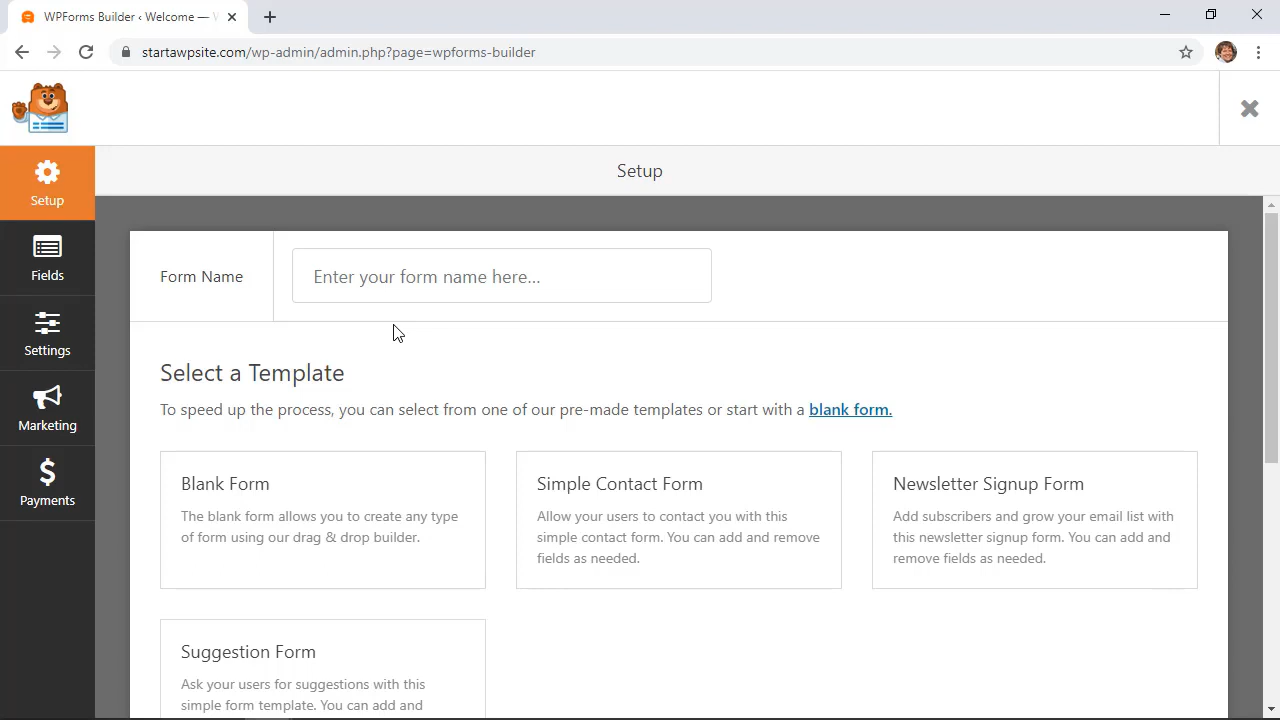 WPForms Builder ‹ Welcome —
startawpsite.com/wp-admin/admin.php?page=wpforms-builder
Setup
Setup
Fields
Settings
Marketing
Payments
Form Name
Enter your form name here...
Select a Template
To speed up the process, you can select from one of our pre-made templates or start with a blank form.
Blank Form
The blank form allows you to create any type
of form using our drag & drop builder.
Simple Contact Form
Allow your users to contact you with this
simple contact form. You can add and remove
fields as needed.
Newsletter Signup Form
Add subscribers and grow your email list with
this newsletter signup form. You can add and
remove fields as needed.
Suggestion Form
Ask your users for suggestions with this
simple form template. You can add and